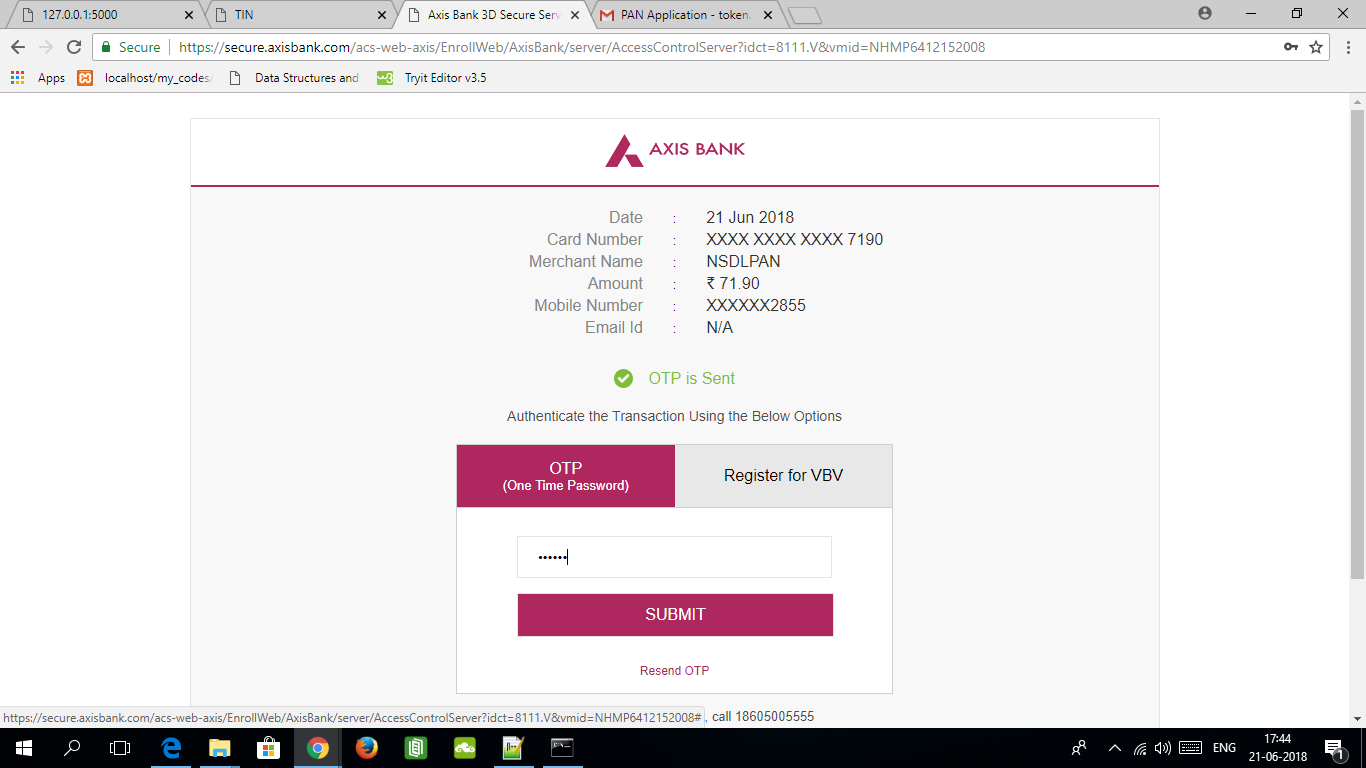 127.0.0.1:5000
TIN
Axis Bank 3D Secure Serv
PAN Application - token.
Secure
https://secure.axisbank.com/acs-web-axis/EnrollWeb/AxisBank/server/AccessControlServer?idct=8111.V&vmid=NHMP6412152008
Apps localhost/my_codes/ Data Structures and Tryit Editor v3.5
AXIS BANK
Date : 21 Jun 2018
Card Number : XXXX XXXX XXXX 7190
Merchant Name : NSDLPAN
Amount : ₹ 71.90
Mobile Number : XXXXXX2855
Email Id : N/A
OTP is Sent
Authenticate the Transaction Using the Below Options
OTP
(One Time Password)
Register for VBV
••••••
SUBMIT
Resend OTP
https://secure.axisbank.com/acs-web-axis/EnrollWeb/AxisBank/server/AccessControlServer?idct=8111.V&vmid=NHMP6412152008#
, call 18605005555
ENG
17:44
21-06-2018
1